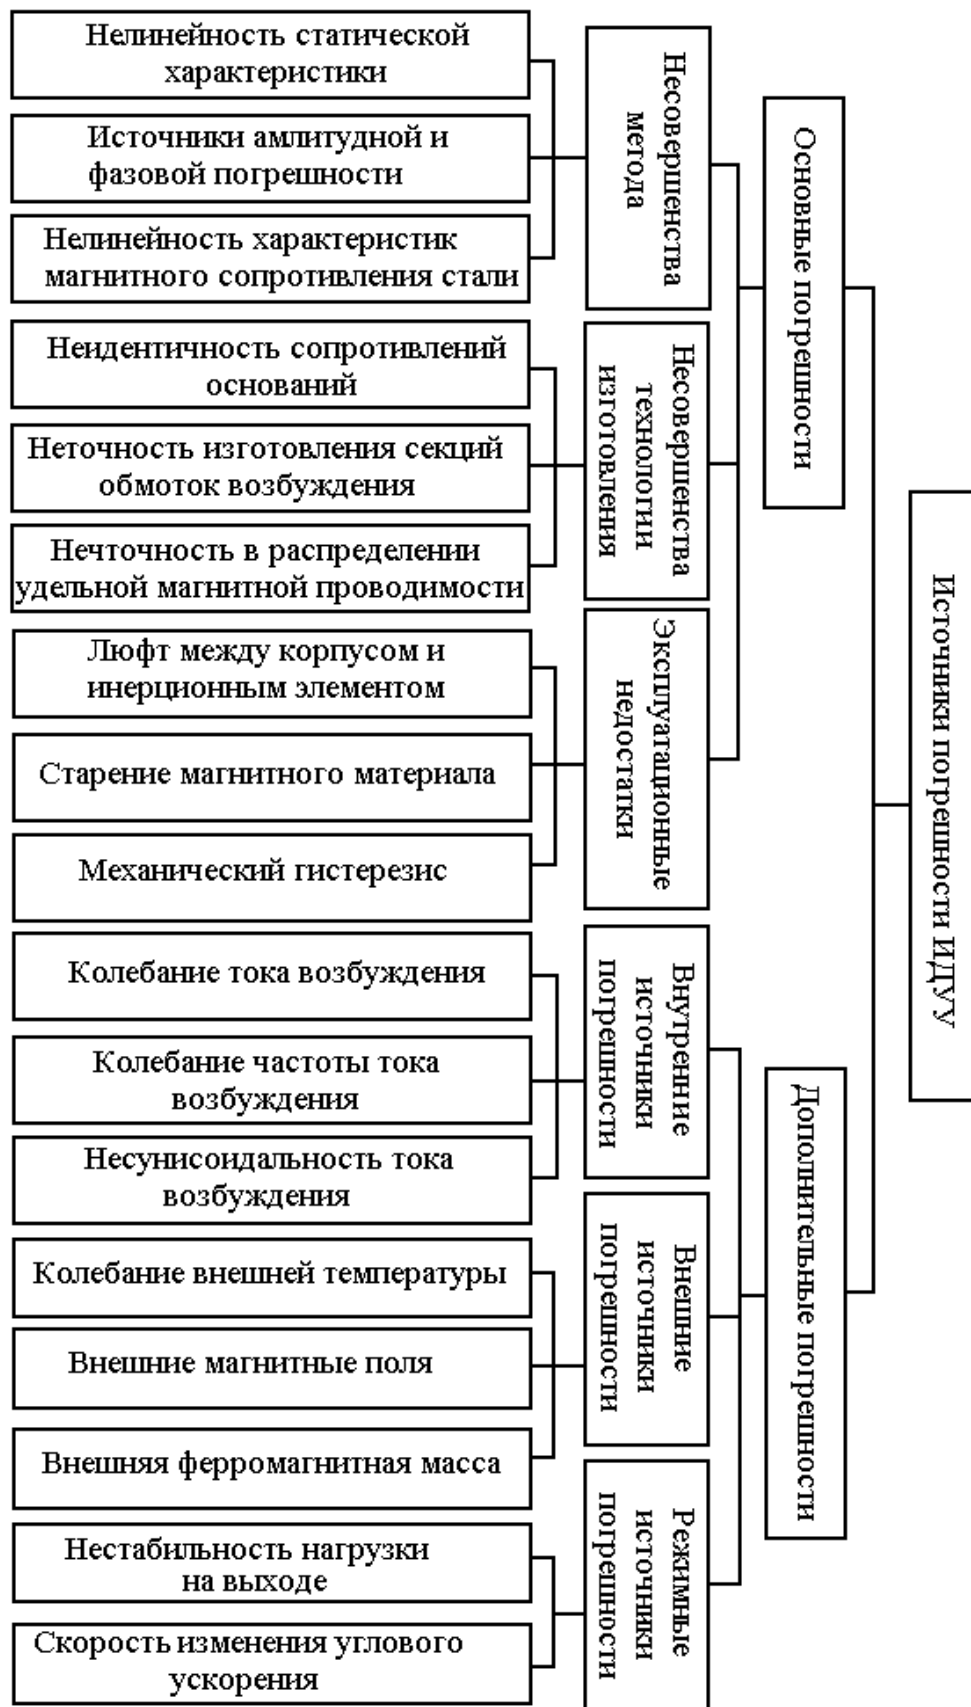 Источники погрешности ИДУУ
Основные погрешности
Дополнительные погрешности
Несовершенства
метода
Несовершенства
технологии
изготовления
Эксплуатационные
недостатки
Внутренние
источники
погрешности
Внешние
источники
погрешности
Режимные
источники
погрешности
Нелинейность статической
характеристики
Источники амлитудной и
фазовой погрешности
Нелинейность характеристик
магнитного сопротивления стали
Неидентичность сопротивлений
оснований
Неточность изготовления секций
обмоток возбуждения
Нечточность в распределении
удельной магнитной проводимости
Люфт между корпусом и
инерционным элементом
Старение магнитного материала
Механический гистерезис
Колебание тока возбуждения
Колебание частоты тока
возбуждения
Несунисоидальность тока
возбуждения
Колебание внешней температуры
Внешние магнитные поля
Внешняя ферромагнитная масса
Нестабильность нагрузки
на выходе
Скорость изменения углового
ускорения